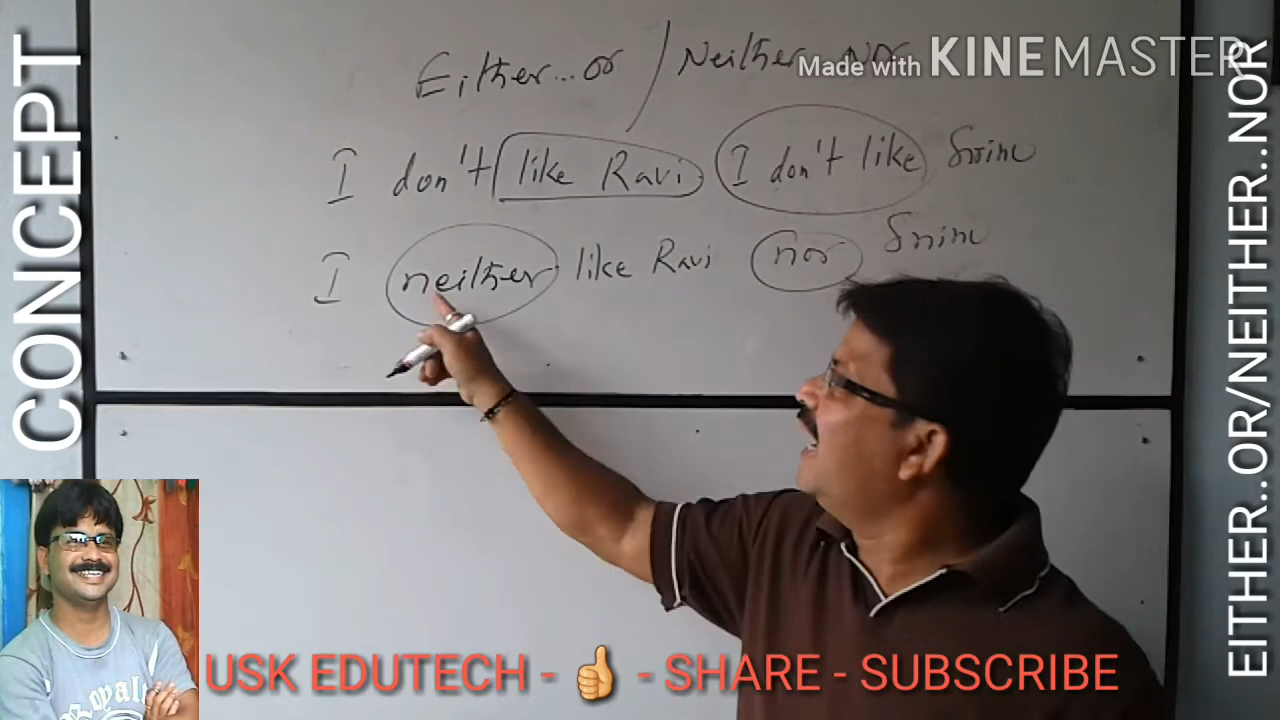 CONCEPT
Made with KINEMASTER
EITHER..OR/NEITHER..NOR
Either...or / Neither..nor
I don't like Ravi I don't like Srinu
I neither like Ravi nor Srinu
USK EDUTECH - 👍 - SHARE - SUBSCRIBE